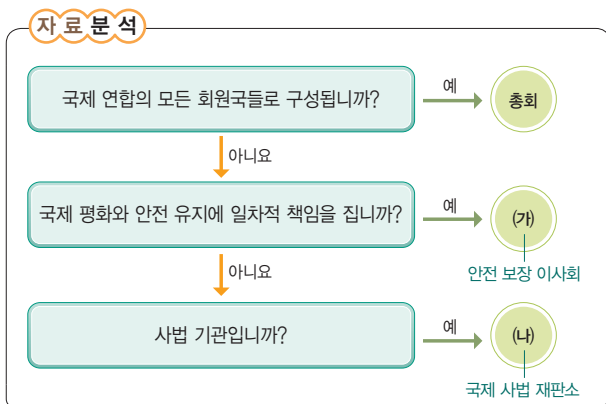 자료분석
국제 연합의 모든 회원국들로 구성됩니까?
예
총회
아니요
국제 평화와 안전 유지에 일차적 책임을 집니까?
예
(가)
안전 보장 이사회
아니요
사법 기관입니까?
예
(나)
국제 사법 재판소